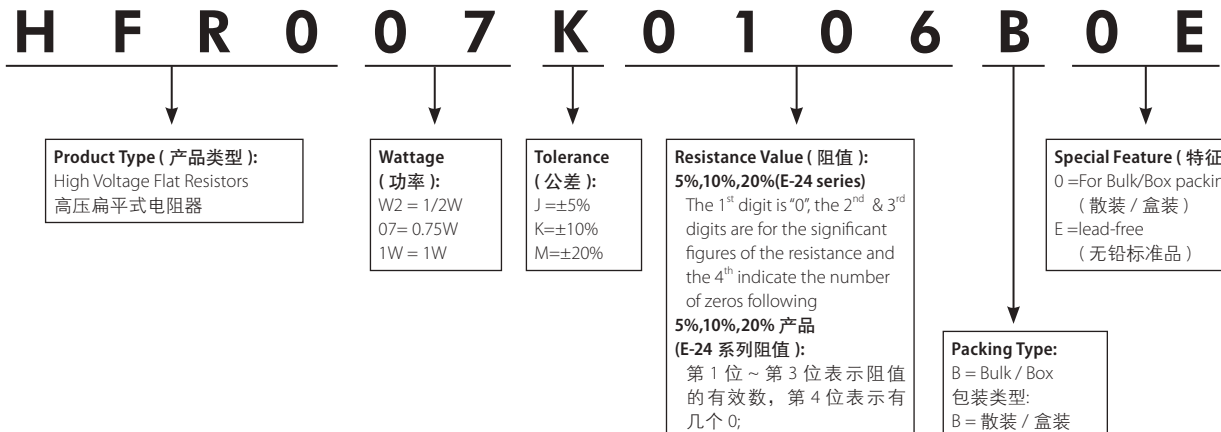 H F R 0 0 7 K 0 1 0 6 B 0 E
Product Type ( 产品类型 ):
High Voltage Flat Resistors
高压扁平式电阻器
Wattage
( 功率 ):
W2 = 1/2W
07= 0.75W
1W = 1W
Tolerance
( 公差 ):
J =±5%
K=±10%
M=±20%
Resistance Value ( 阻值 ):
5%,10%,20%(E-24 series)
The 1st digit is "0", the 2nd & 3rd
digits are for the significant
figures of the resistance and
the 4th indicate the number
of zeros following
5%,10%,20% 产品
(E-24 系列阻值 ):
第 1 位 ~ 第 3 位表示阻值
的有效数，第 4 位表示有
几个 0;
Packing Type:
B = Bulk / Box
包装类型:
B = 散装 / 盒装
Special Feature ( 特征
0 =For Bulk/Box packin
( 散装 / 盒装 )
E =lead-free
( 无铅标准品 )